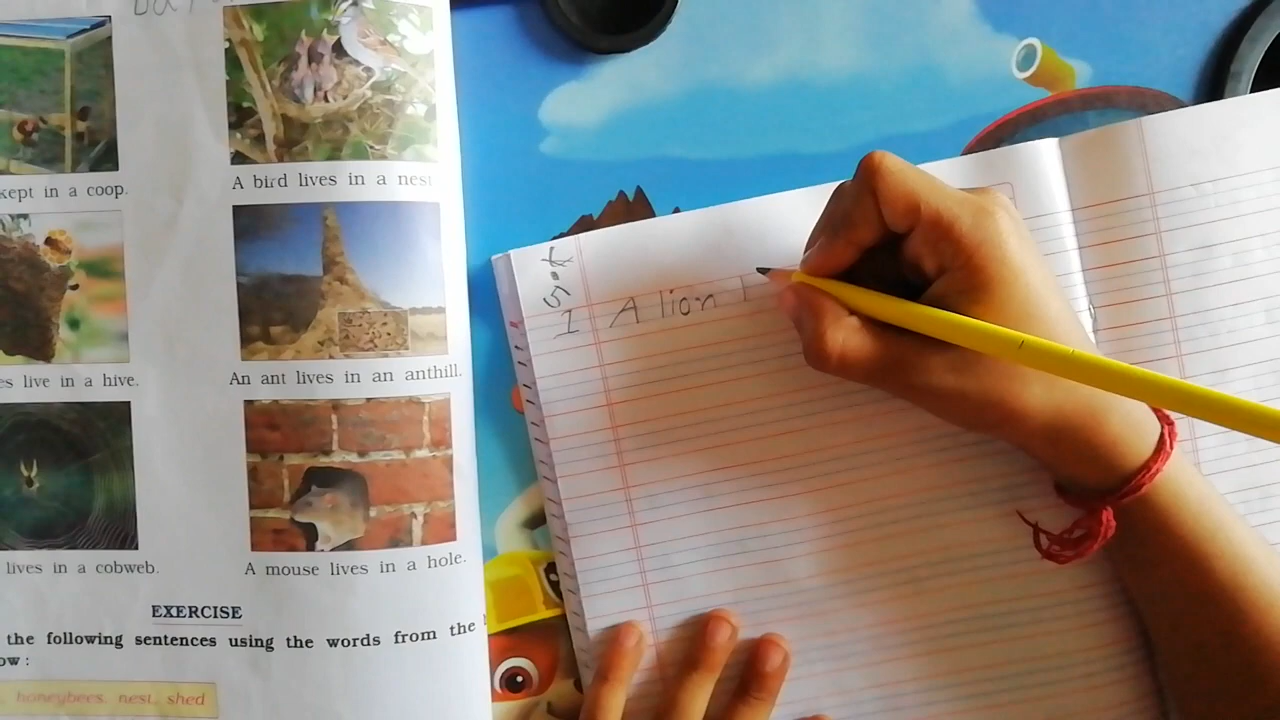 kept in a coop.
A bird lives in a nest
es live in a hive.
An ant lives in an anthill.
lives in a cobweb.
A mouse lives in a hole.
EXERCISE
the following sentences using the words from the
ow :
honeybees, nest, shed
I A lion l